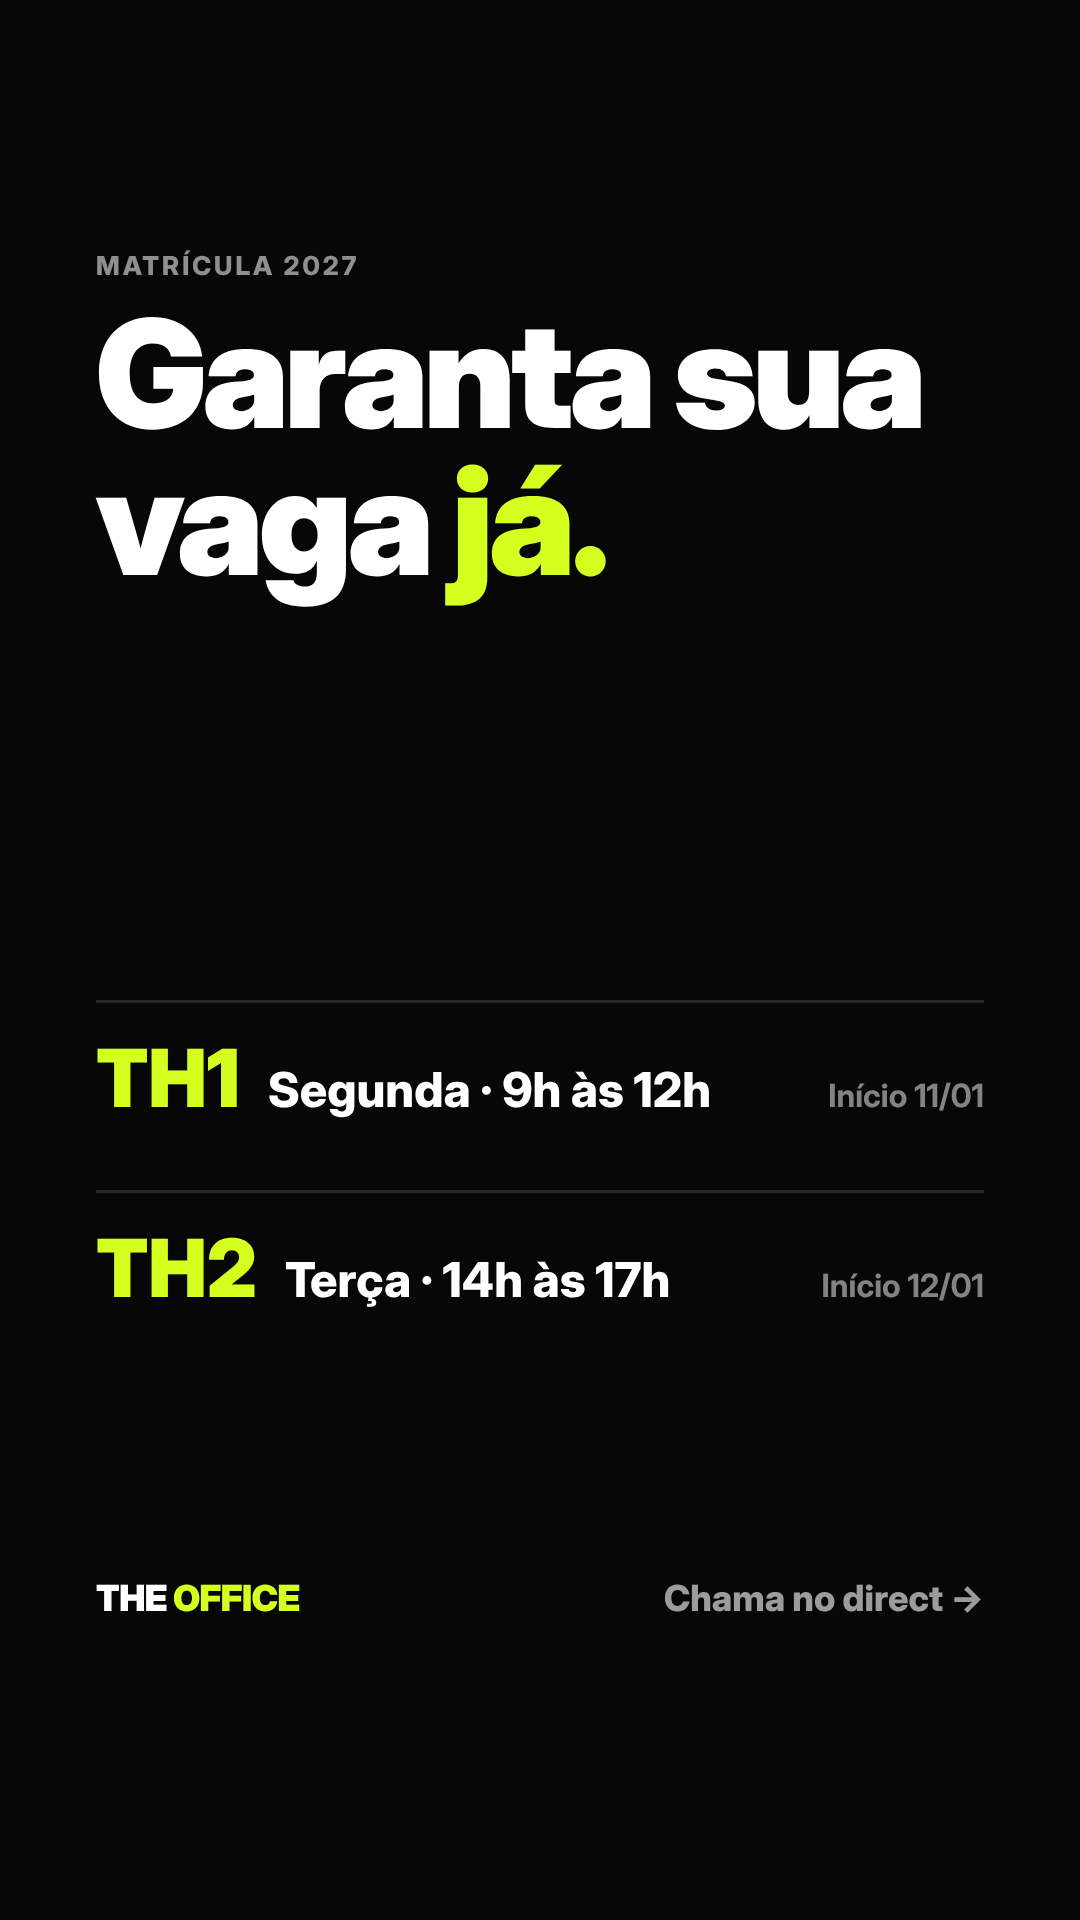 MATRÍCULA 2027
Garanta sua
vaga já.
TH1 Segunda · 9h às 12h Início 11/01
TH2 Terça · 14h às 17h Início 12/01
THE OFFICE Chama no direct →